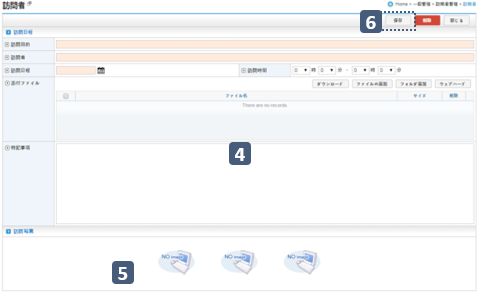 訪問者
Home > 一般管理 > 訪問者管理 > 訪問者
6
保存 削除 閉じる
訪問日程
訪問目的
訪問者
訪問日程 訪問時間 0 時 0 分 ~ 0 時 0 分
添付ファイル ダウンロード ファイルの追加 フォルダ追加 ウェブハード
ファイル名 サイズ 削除
There are no records.
4
特記事項
訪問写真
NO image NO image NO image
5